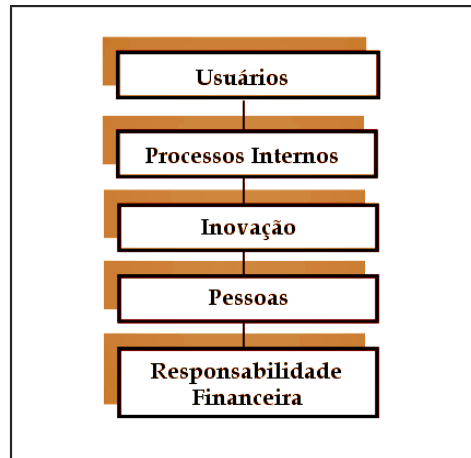 Usuários
Processos Internos
Inovação
Pessoas
Responsabilidade
Financeira